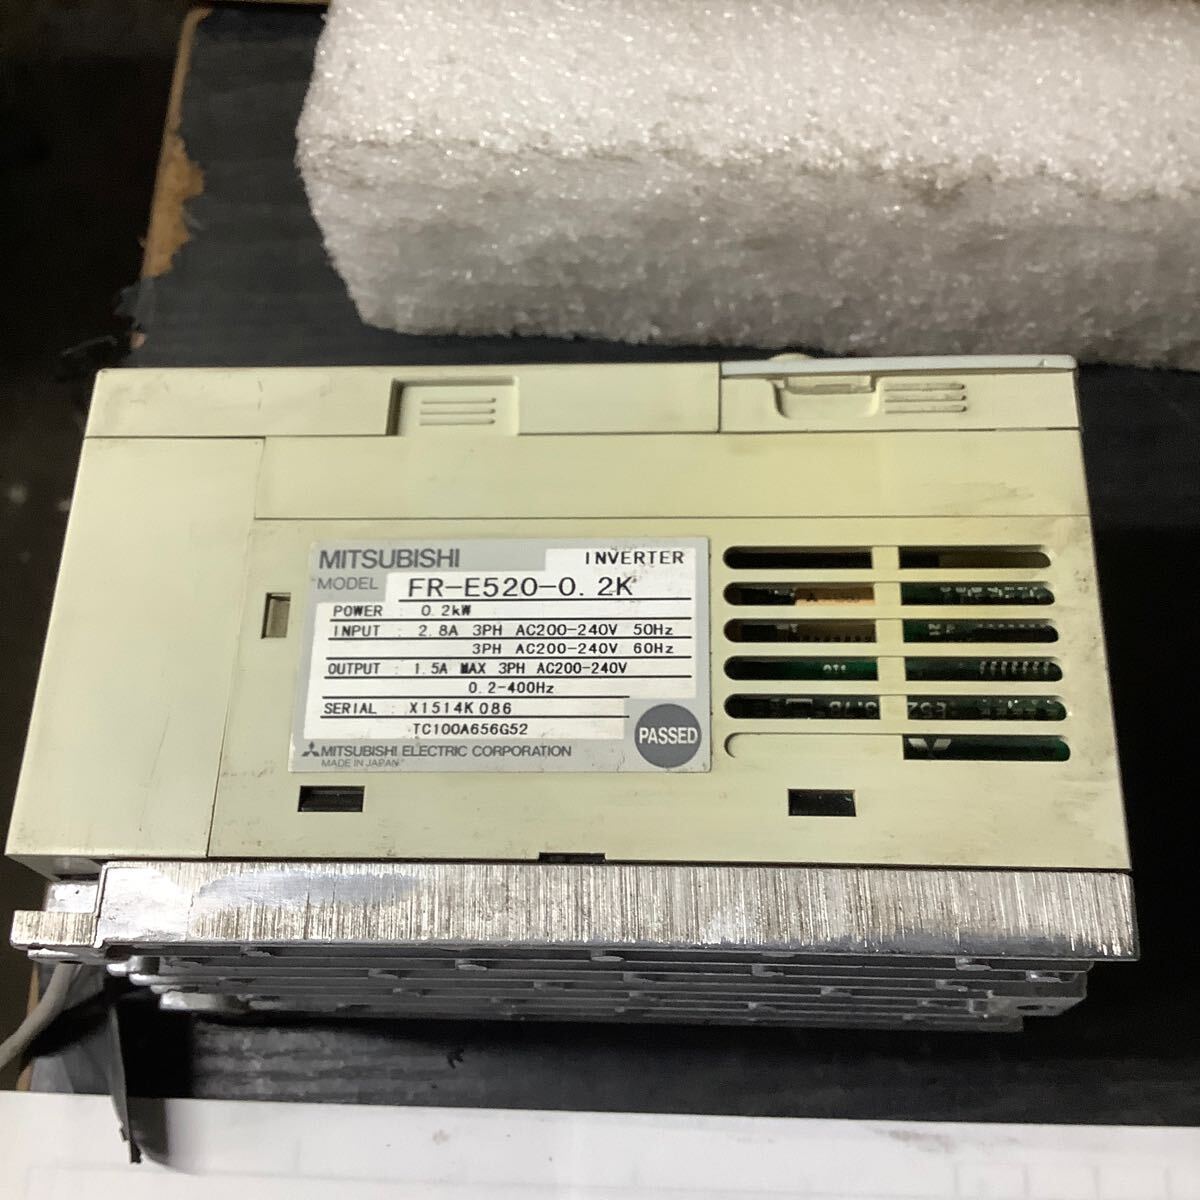 MITSUBISHI INVERTER
MODEL FR-E520-0.2K
POWER : 0.2kW
INPUT : 2.8A 3PH AC200-240V 50Hz
3PH AC200-240V 60Hz
OUTPUT : 1.5A MAX 3PH AC200-240V
0.2-400Hz
SERIAL : X1514K086
TC100A656G52
PASSED
MITSUBISHI ELECTRIC CORPORATION
MADE IN JAPAN